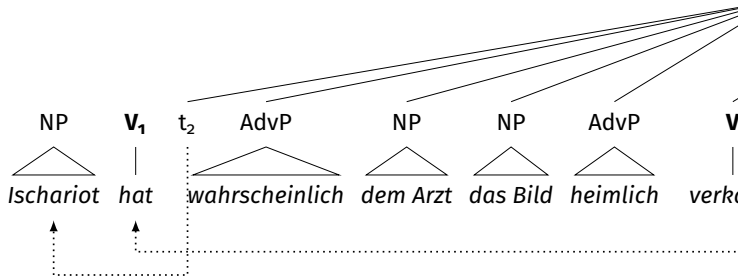 NP V₁ t₂ AdvP NP NP AdvP V
Ischariot hat wahrscheinlich dem Arzt das Bild heimlich